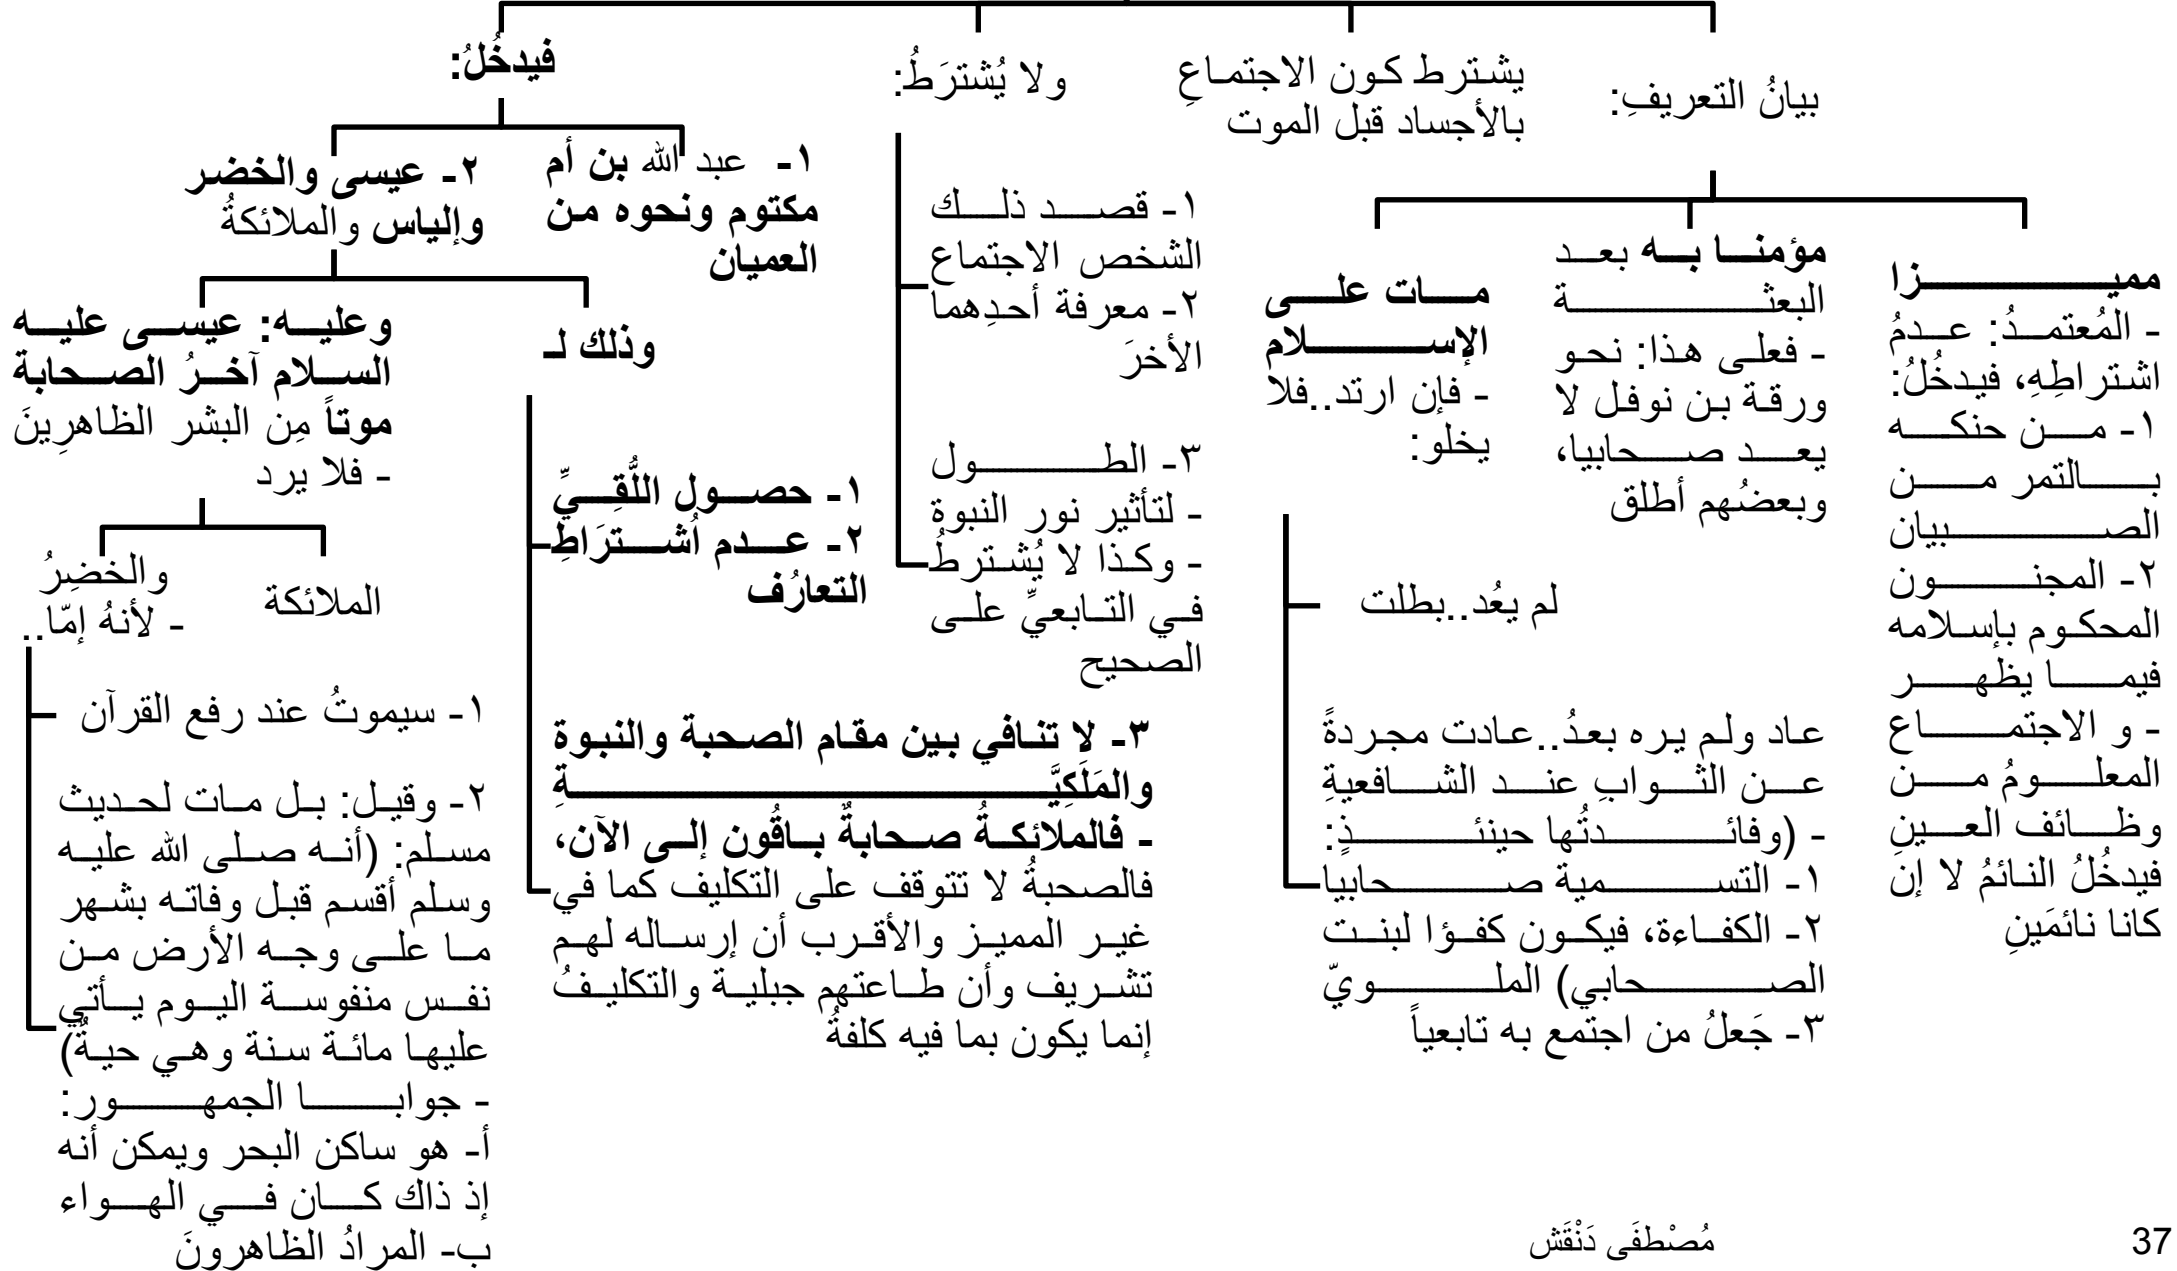 بيانُ التعريفِ:
مميزا
- المُعتمدُ: عدمُ
اشتراطِهِ، فيدخُلُ:
١- من حنكه
بالتمر من
الصبيان
٢- المجنون
المحكوم بإسلامه
فيما يظهر
- و الاجتماع
المعلومُ من
وظائف العينِ
فيدخُلُ النائمُ لا إن
كانا نائمَينِ
مؤمنا به بعد
البعثة
- فعلى هذا: نحو
ورقة بن نوفل لا
يعد صحابيا،
وبعضُهم أطلق
مات على
الإسلام
- فإن ارتد..فلا
يخلو:
لم يعُد..بطلت
عاد ولم يره بعدُ..عادت مجردةً
عن الثوابِ عند الشافعيةِ
- (وفائدتُها حينئذٍ:
١- التسمية صحابيًا
٢- الكفاءة، فيكون كفؤا لبنت
الصحابي) الملويّ
٣- جَعلُ من اجتمع به تابعياً
يشترط كون الاجتماعِ
بالأجساد قبل الموت
ولا يُشترَطُ:
١- قصد ذلك
الشخص الاجتماع
٢- معرفة أحدِهما
الأخرَ
٣- الطول
- لتأثير نور النبوة
- وكذا لا يُشترطُ
في التابعيِّ على
الصحيح
فيدخُلُ:
١- عبد الله بن أم
مكتوم ونحوه من
العميان
٢- عيسى والخضر
وإلياس والملائكةُ
وذلك لـ
١- حصول اللُّقِيِّ
٢- عدم اُشترَاطِ
التعارُف
٣- لا تنافي بين مقام الصحبة والنبوة
والمَلَكِيَّةِ
- فالملائكةُ صحابةٌ باقُون إلى الآن،
فالصحبةُ لا تتوقف على التكليف كما في
غير المميز والأقرب أن إرساله لهم
تشريف وأن طاعتهم جبلية والتكليفُ
إنما يكون بما فيه كلفةُ
وعليه: عيسى عليه
السلام آخرُ الصحابة
موتاً مِن البشر الظاهرِينَ
- فلا يرد
الملائكة
والخضِرُ
- لأنهُ إمّا..
١- سيموتُ عند رفع القرآن
٢- وقيل: بل مات لحديث
مسلم: (أنه صلى الله عليه
وسلم أقسم قبل وفاته بشهر
ما على وجه الأرض من
نفس منفوسة اليوم يأتي
عليها مائة سنة وهي حيةٌ)
- جوابا الجمهور:
أ- هو ساكن البحر ويمكن أنه
إذ ذاك كان في الهواء
ب- المرادُ الظاهرونَ
مُصْطفَى دَنْقَش
37